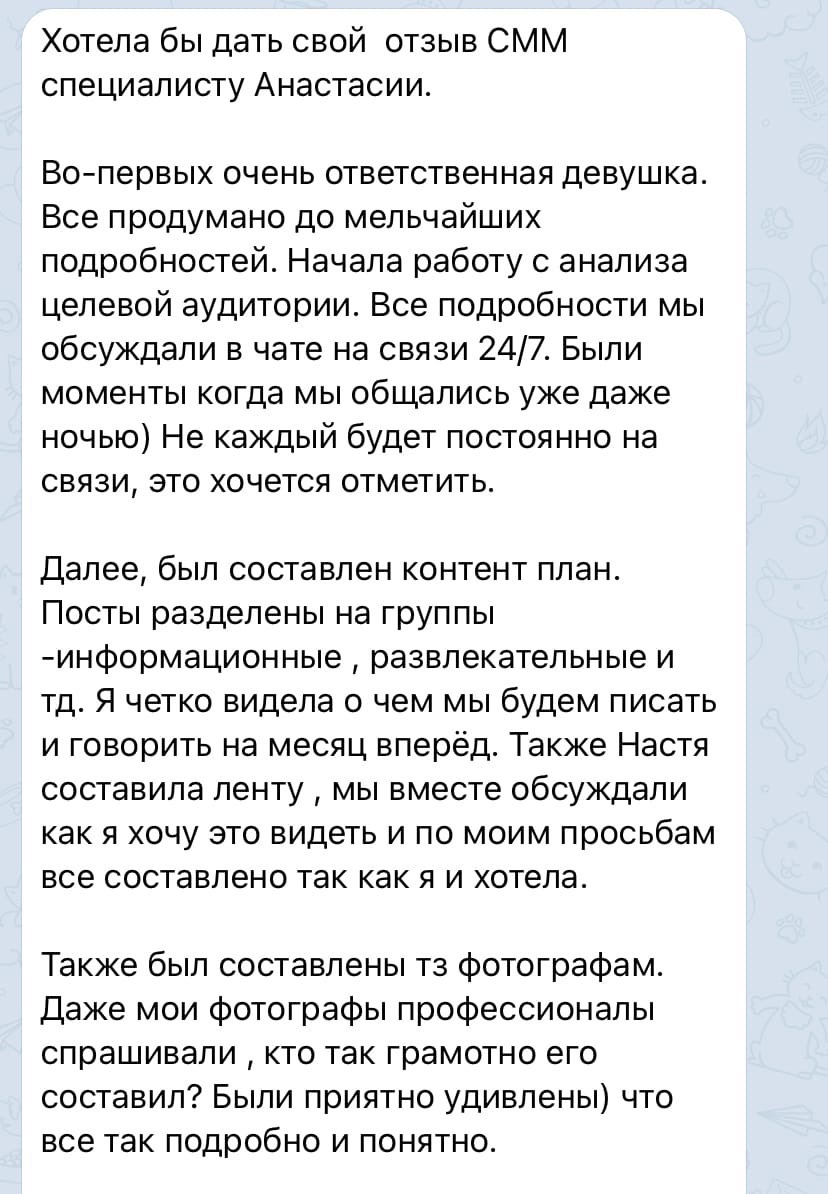 Хотела бы дать свой  отзыв СММ
специалисту Анастасии.
Во-первых очень ответственная девушка.
Все продумано до мельчайших
подробностей. Начала работу с анализа
целевой аудитории. Все подробности мы
обсуждали в чате на связи 24/7. Были
моменты когда мы общались уже даже
ночью) Не каждый будет постоянно на
связи, это хочется отметить.
Далее, был составлен контент план.
Посты разделены на группы
-информационные , развлекательные и
тд. Я четко видела о чем мы будем писать
и говорить на месяц вперёд. Также Настя
составила ленту , мы вместе обсуждали
как я хочу это видеть и по моим просьбам
все составлено так как я и хотела.
Также был составлены тз фотографам.
Даже мои фотографы профессионалы
спрашивали , кто так грамотно его
составил? Были приятно удивлены) что
все так подробно и понятно.